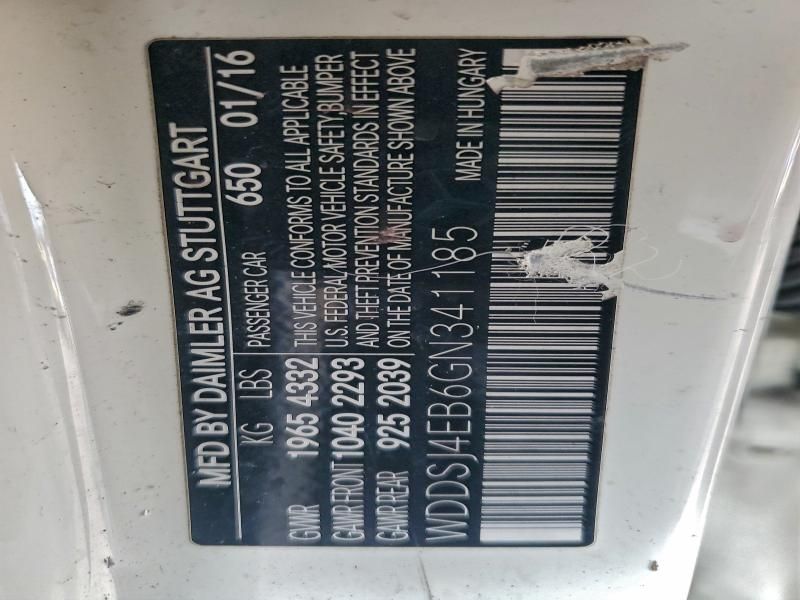 MFD BY DAIMLER AG STUTTGART
KG LBS PASSENGER CAR 650 01/16
GVWR 1965 4332 THIS VEHICLE CONFORMS TO ALL APPLICABLE
GAWR FRONT 1040 2293 U.S. FEDERAL MOTOR VEHICLE SAFETY, BUMPER
GAWR REAR 925 2039 AND THEFT PREVENTION STANDARDS IN EFFECT
ON THE DATE OF MANUFACTURE SHOWN ABOVE
WDDSJ4EB6GN341185 MADE IN HUNGARY